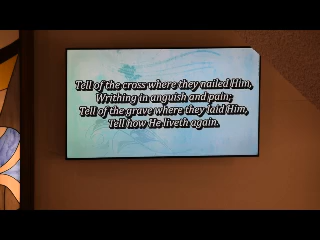 Tell of the cross where they nailed Him,
Writhing in anguish and pain;
Tell of the grave where they laid Him,
Tell how He liveth again.